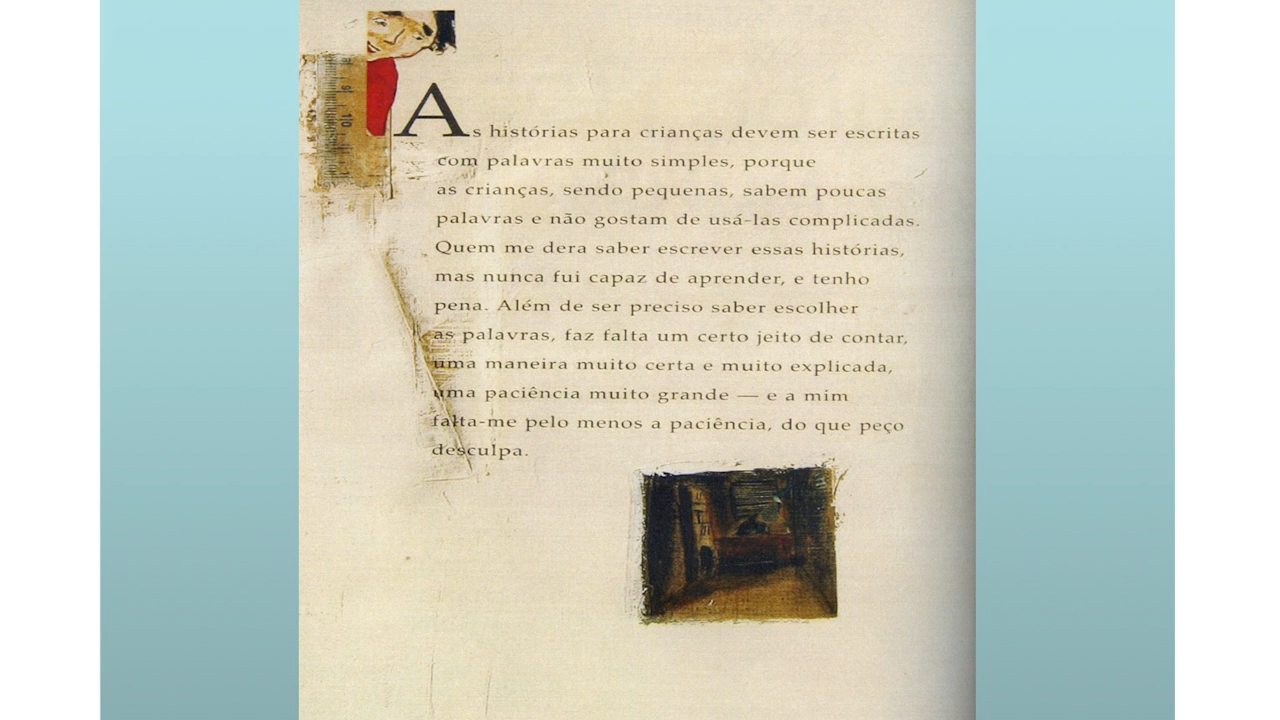 As histórias para crianças devem ser escritas
com palavras muito simples, porque
as crianças, sendo pequenas, sabem poucas
palavras e não gostam de usá-las complicadas.
Quem me dera saber escrever essas histórias,
mas nunca fui capaz de aprender, e tenho
pena. Além de ser preciso saber escolher
as palavras, faz falta um certo jeito de contar,
uma maneira muito certa e muito explicada,
uma paciência muito grande — e a mim
falta-me pelo menos a paciência, do que peço
desculpa.